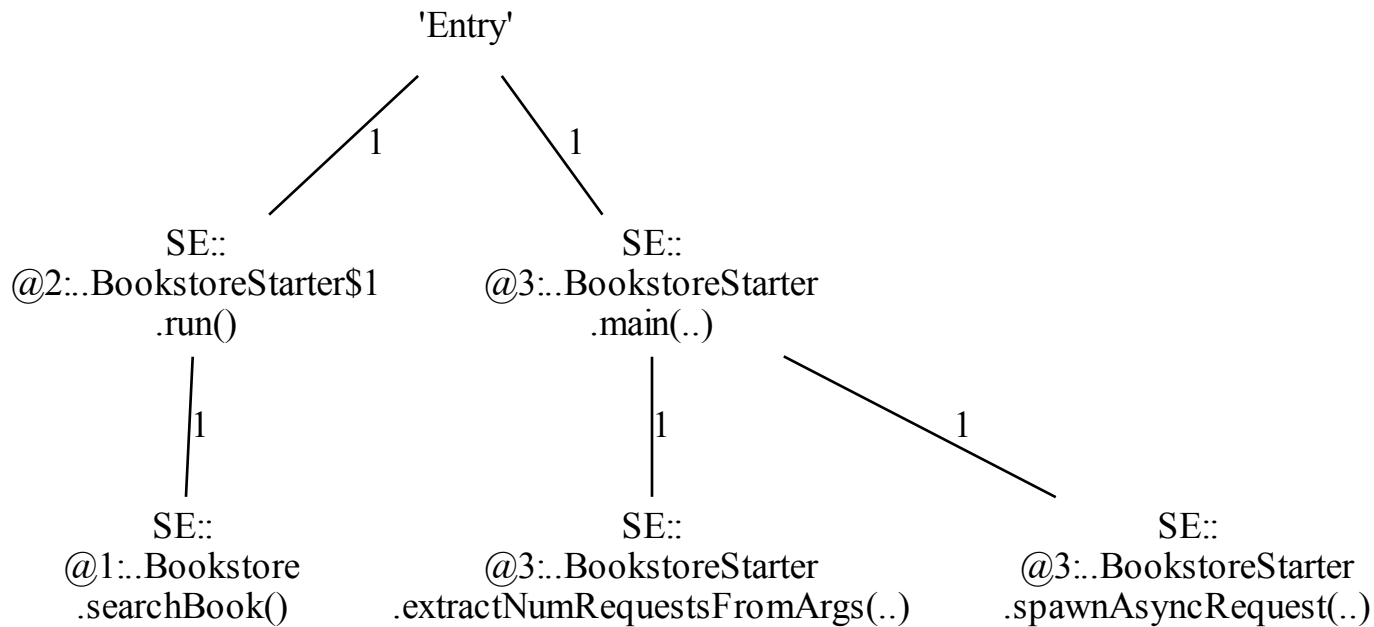 'Entry'
1
1
SE::
@2:..BookstoreStarter$1
.run()
SE::
@3:..BookstoreStarter
.main(..)
1
1
1
SE::
@1:..Bookstore
.searchBook()
SE::
@3:..BookstoreStarter
.extractNumRequestsFromArgs(..)
SE::
@3:..BookstoreStarter
.spawnAsyncRequest(..)